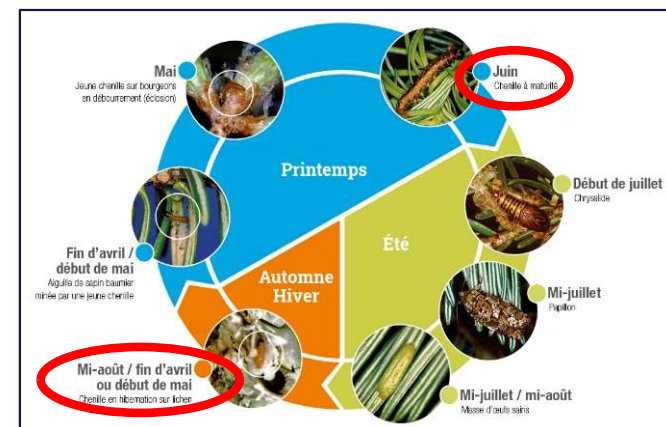 Mai
Jeune chenille sur bourgeons
en débourrement (éclosion)
Juin
Chenille à maturité
Printemps
Début de juillet
Chrysalide
Été
Fin d'avril /
début de mai
Aiguille de sapin baumier
minée par une jeune chenille
Automne
Hiver
Mi-juillet
Papillon
Mi-août / fin d'avril
ou début de mai
Chenille en hibernation sur lichen
Mi-juillet / mi-août
Masse d'œufs sains